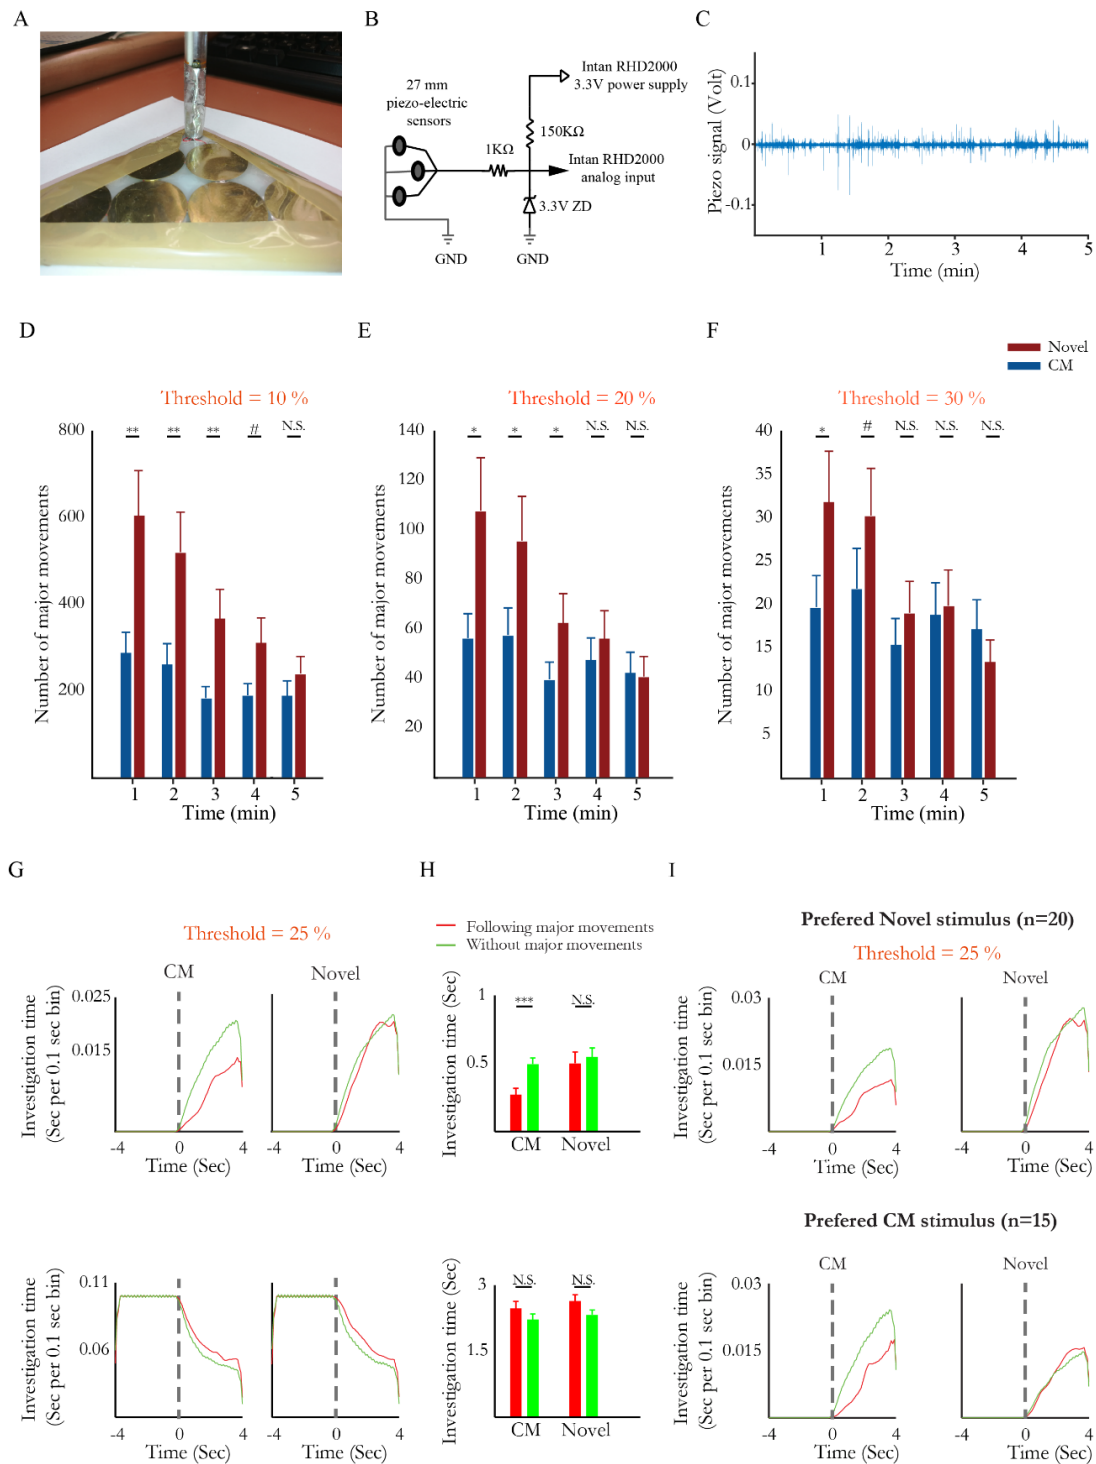 A
B
C
27 mm
piezo-electric
sensors
Intan RHD2000
3.3V power supply
150KΩ
1KΩ
Intan RHD2000
analog input
3.3V ZD
GND
GND
Piezo signal (Volt)
0.1
0
-0.1
1
2
3
4
5
Time (min)
D
E
F
Novel
CM
Threshold = 10 %
** ** ** # N.S.
Number of major movements
800
600
400
200
1 2 3 4 5
Time (min)
Threshold = 20 %
* * * N.S. N.S.
Number of major movements
140
120
100
80
60
40
20
1 2 3 4 5
Time (min)
Threshold = 30 %
* # N.S. N.S. N.S.
Number of major movements
40
35
30
25
20
15
10
5
1 2 3 4 5
Time (min)
G
H
I
Threshold = 25 %
CM
Novel
Investigation time
(Sec per 0.1 sec bin)
0.025
0.015
-4 0 4
Time (Sec)
-4 0 4
Time (Sec)
Investigation time
(Sec per 0.1 sec bin)
0.11
0.06
-4 0 4
Time (Sec)
-4 0 4
Time (Sec)
Following major movements
Without major movements
Investigation time (Sec)
1
0.5
*** N.S.
CM Novel
Investigation time (Sec)
3
1.5
N.S. N.S.
CM Novel
Prefered Novel stimulus (n=20)
Threshold = 25 %
CM
Novel
Investigation time
(Sec per 0.1 sec bin)
0.03
0.015
-4 0 4
Time (Sec)
-4 0 4
Time (Sec)
Prefered CM stimulus (n=15)
CM
Novel
Investigation time
(Sec per 0.1 sec bin)
0.03
0.015
-4 0 4
Time (Sec)
-4 0 4
Time (Sec)